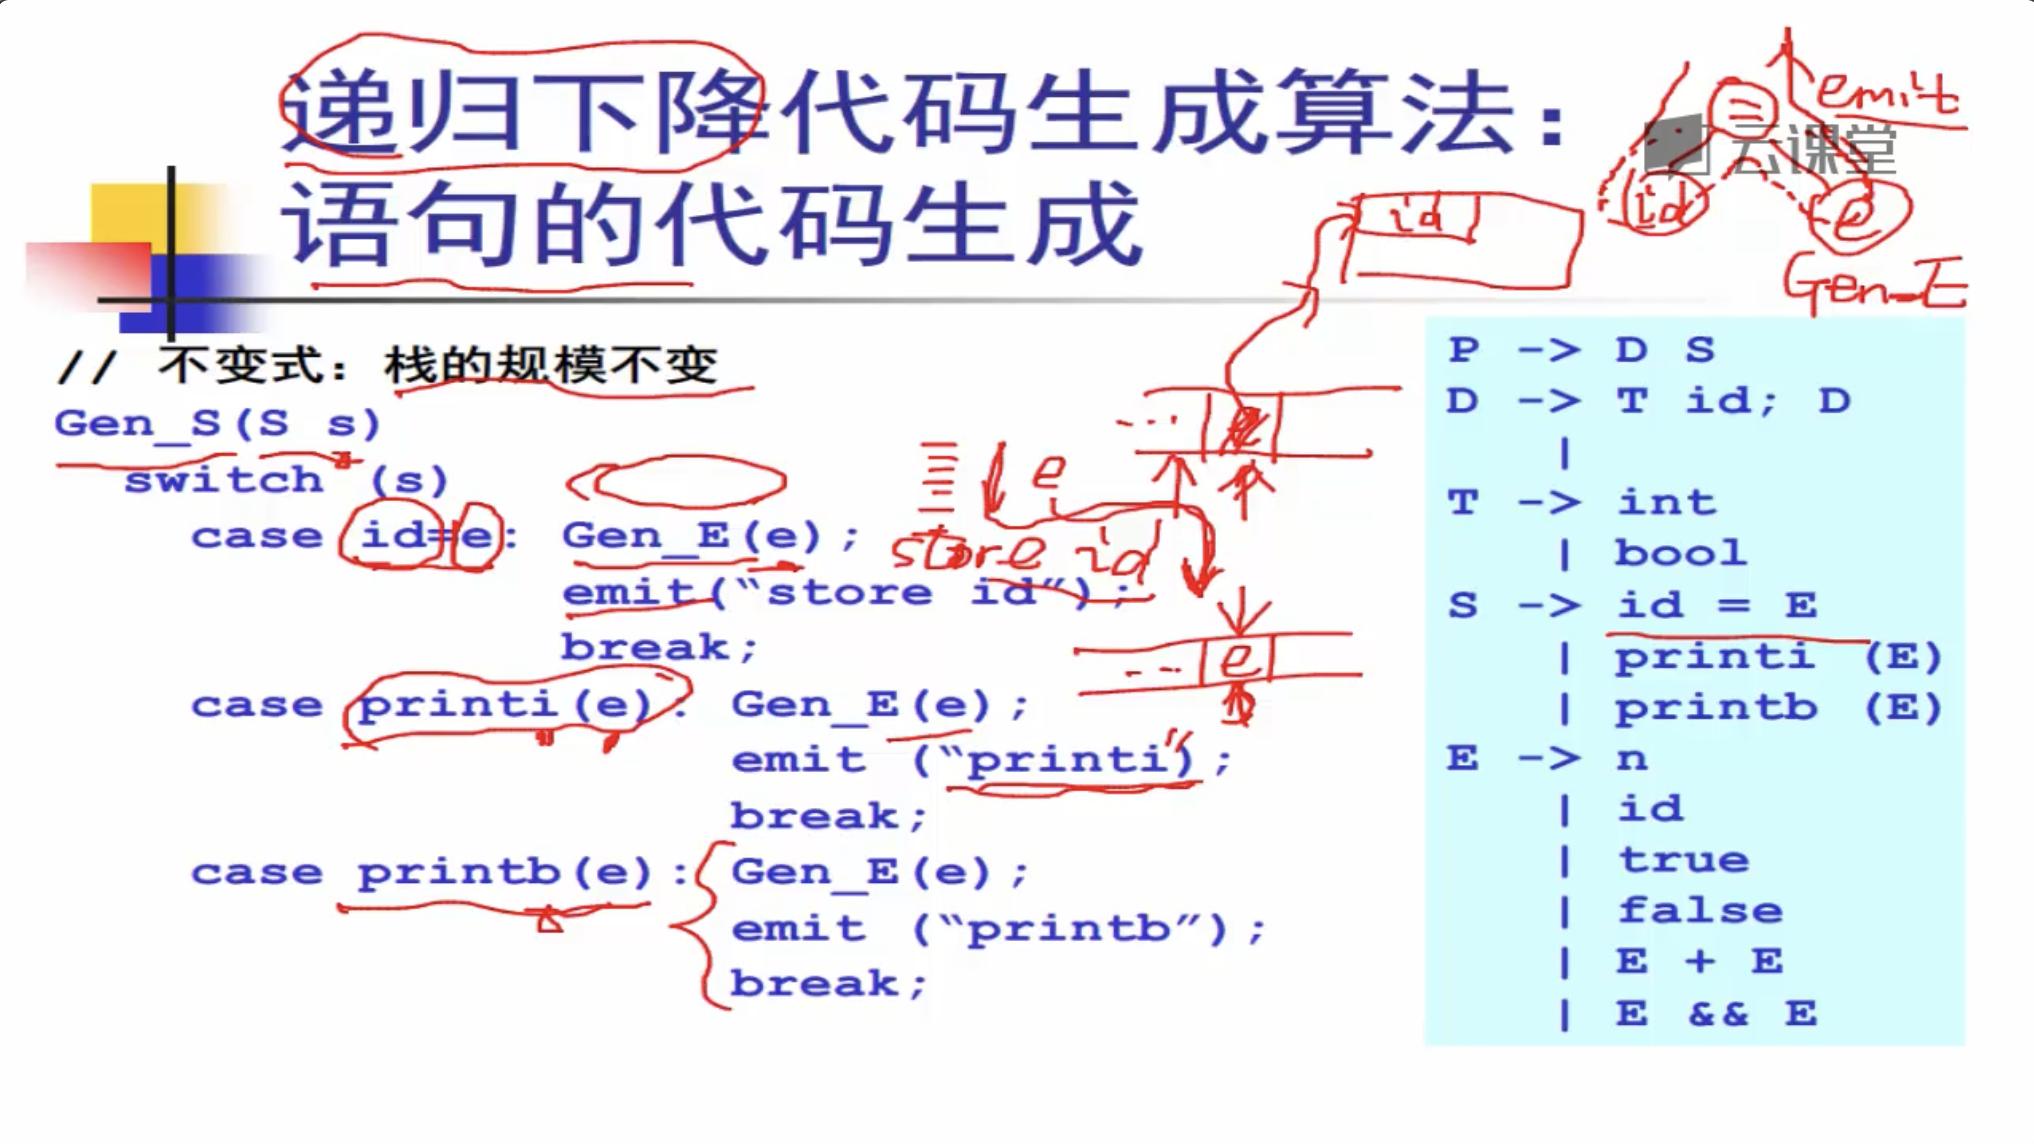 递归下降代码生成算法：
语句的代码生成
emit
云课堂
=
id
e
Gen_E
id
// 不变式：栈的规模不变
Gen_S(S s)
switch (s)
case id=e: Gen_E(e);
emit(“store id”);
break;
case printi(e): Gen_E(e);
emit (“printi”);
break;
case printb(e): Gen_E(e);
emit (“printb”);
break;
... e
e
store id
... e
P -> D S
D -> T id; D
|
T -> int
| bool
S -> id = E
| printi (E)
| printb (E)
E -> n
| id
| true
| false
| E + E
| E && E